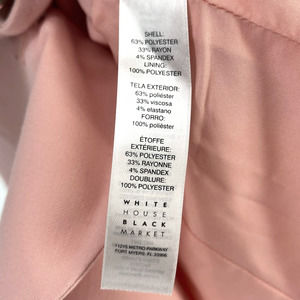 SHELL:
63% POLYESTER
33% RAYON
4% SPANDEX
LINING:
100% POLYESTER
TELA EXTERIOR:
63% poliéster
33% viscosa
4% elastano
FORRO:
100% poliéster
ÉTOFFE
EXTÉRIEURE:
63% POLYESTER
33% RAYONNE
4% SPANDEX
DOUBLURE:
100% POLYESTER
WHITE
HOUSE
BLACK
MARKET
11215 METRO PARKWAY
FORT MYERS, FL 33966